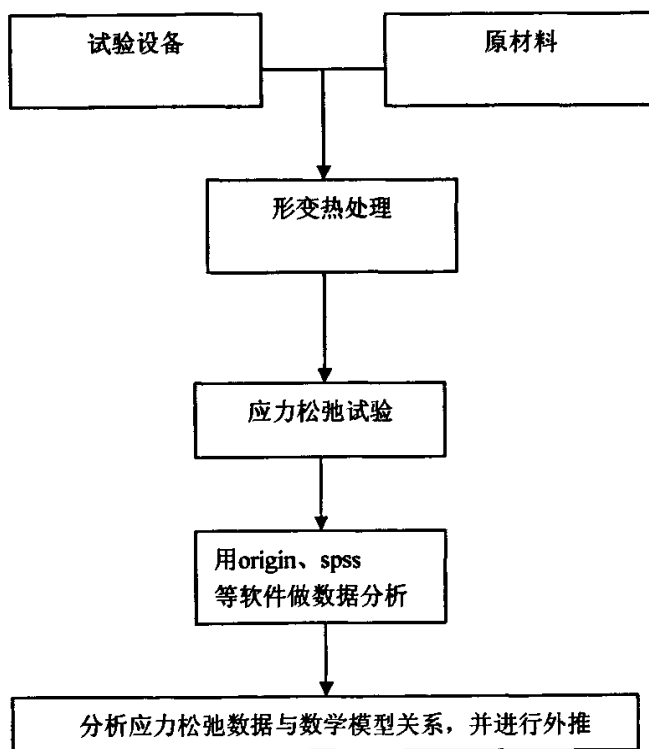 试验设备
原材料
形变热处理
应力松弛试验
用origin、spss
等软件做数据分析
分析应力松弛数据与数学模型关系，并进行外推